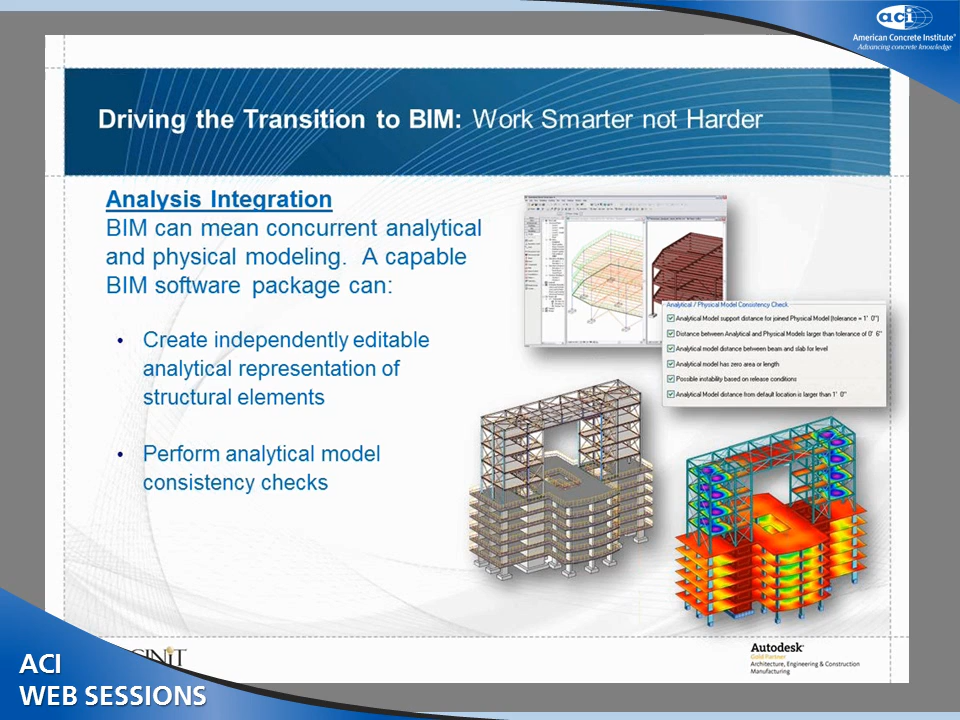 aci
American Concrete Institute®
Advancing concrete knowledge
Driving the Transition to BIM: Work Smarter not Harder
Analysis Integration
BIM can mean concurrent analytical
and physical modeling. A capable
BIM software package can:
• Create independently editable
analytical representation of
structural elements
• Perform analytical model
consistency checks
Analytical / Physical Model Consistency Check
Analytical Model support distance for joined Physical Model (tolerance = 1' 0")
Distance between Analytical and Physical Models larger than tolerance of 0' 6"
Analytical model distance between beam and slab for level
Analytical model has zero area or length
Possible instability based on release conditions
Analytical Model distance from default location is larger than 1' 0"
Autodesk®
Gold Partner
Architecture, Engineering & Construction
Manufacturing
ACI
WEB SESSIONS